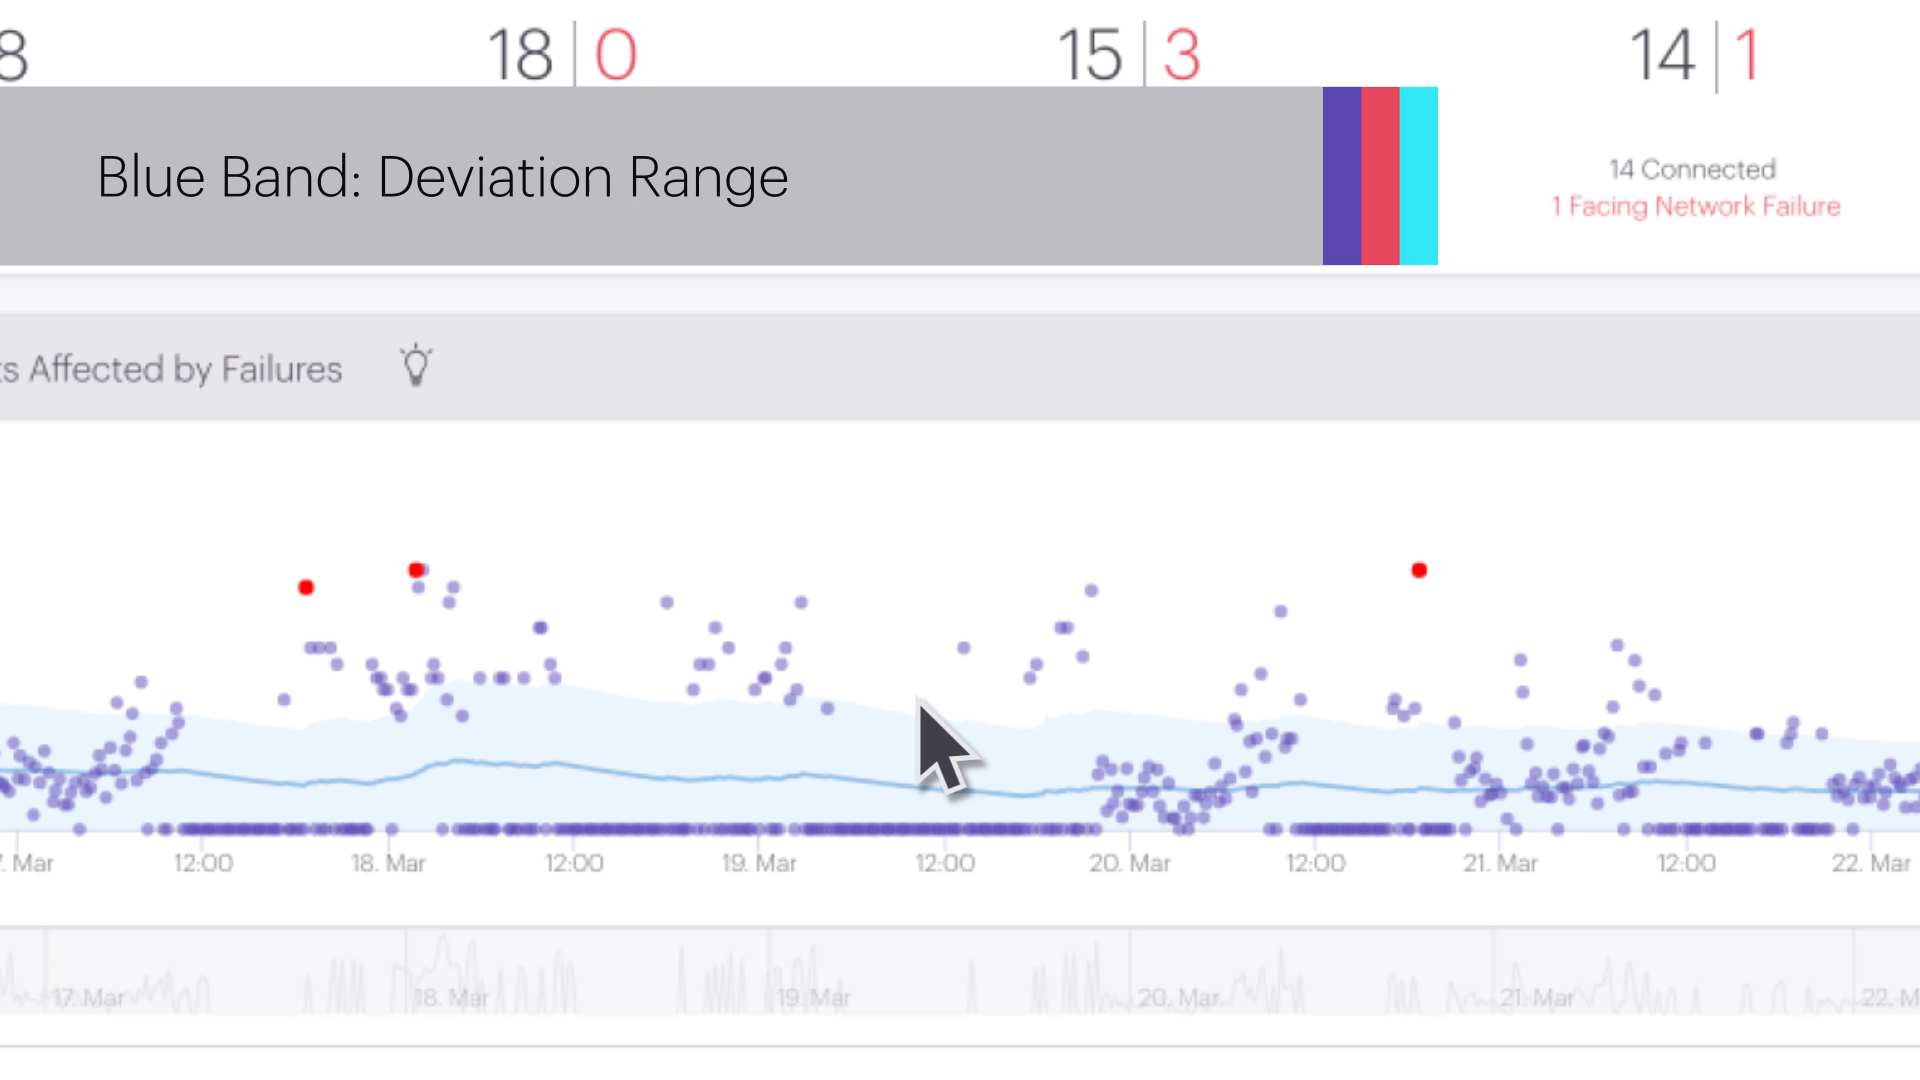 8 18 0 15 3 14 1
Blue Band: Deviation Range
14 Connected
1 Facing Network Failure
Affected by Failures
Mar 12:00 18. Mar 12:00 19. Mar 12:00 20. Mar 12:00 21. Mar 12:00 22. Mar
17. Mar 18. Mar 19. Mar 20. Mar 21. Mar 22. M